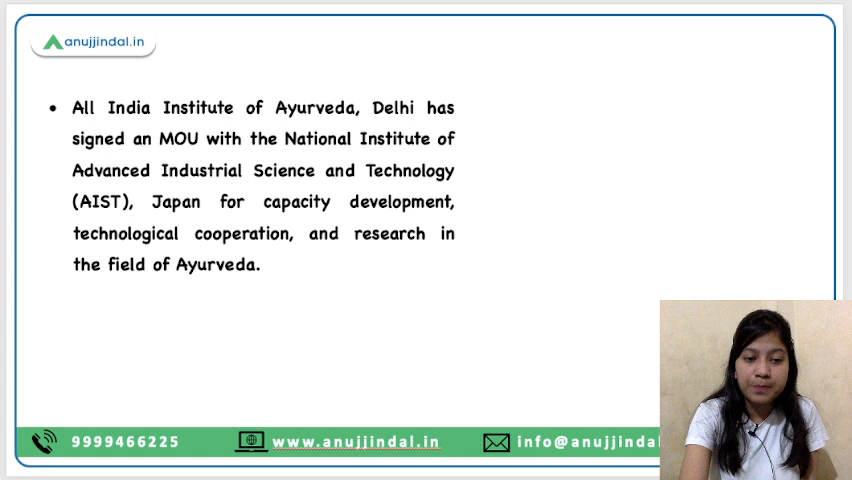 anujjindal.in
• All India Institute of Ayurveda, Delhi has
signed an MOU with the National Institute of
Advanced Industrial Science and Technology
(AIST), Japan for capacity development,
technological cooperation, and research in
the field of Ayurveda.
9999466225 www.anujjindal.in info@anujjindal